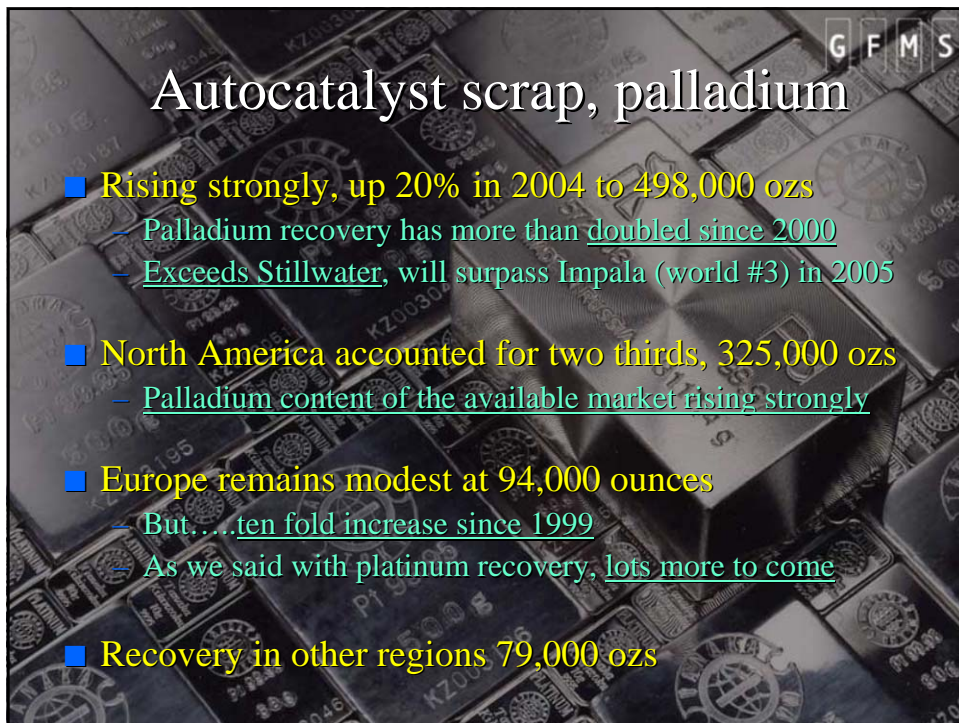 G F M S
Autocatalyst scrap, palladium
Rising strongly, up 20% in 2004 to 498,000 ozs
– Palladium recovery has more than doubled since 2000
– Exceeds Stillwater, will surpass Impala (world #3) in 2005
North America accounted for two thirds, 325,000 ozs
– Palladium content of the available market rising strongly
Europe remains modest at 94,000 ounces
– But…..ten fold increase since 1999
– As we said with platinum recovery, lots more to come
Recovery in other regions 79,000 ozs